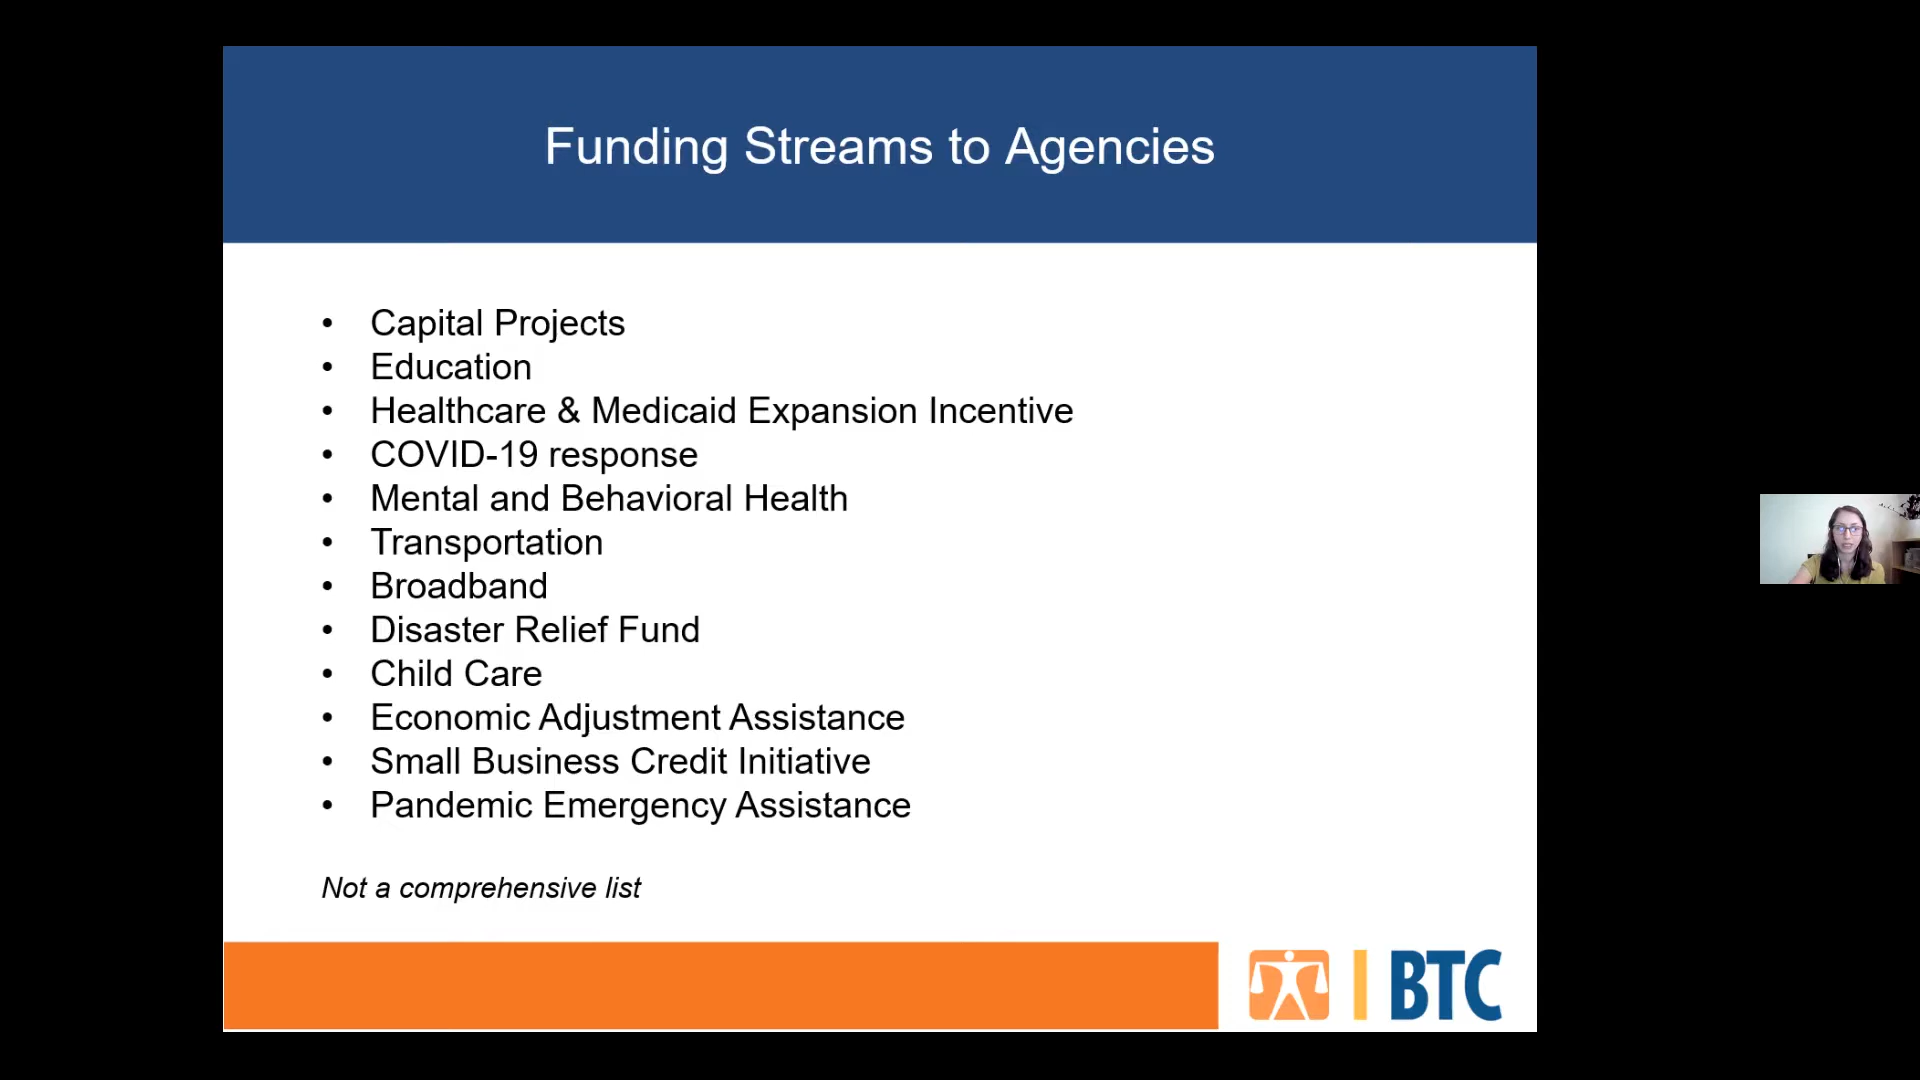 Funding Streams to Agencies
• Capital Projects
• Education
• Healthcare & Medicaid Expansion Incentive
• COVID-19 response
• Mental and Behavioral Health
• Transportation
• Broadband
• Disaster Relief Fund
• Child Care
• Economic Adjustment Assistance
• Small Business Credit Initiative
• Pandemic Emergency Assistance
Not a comprehensive list
BTC